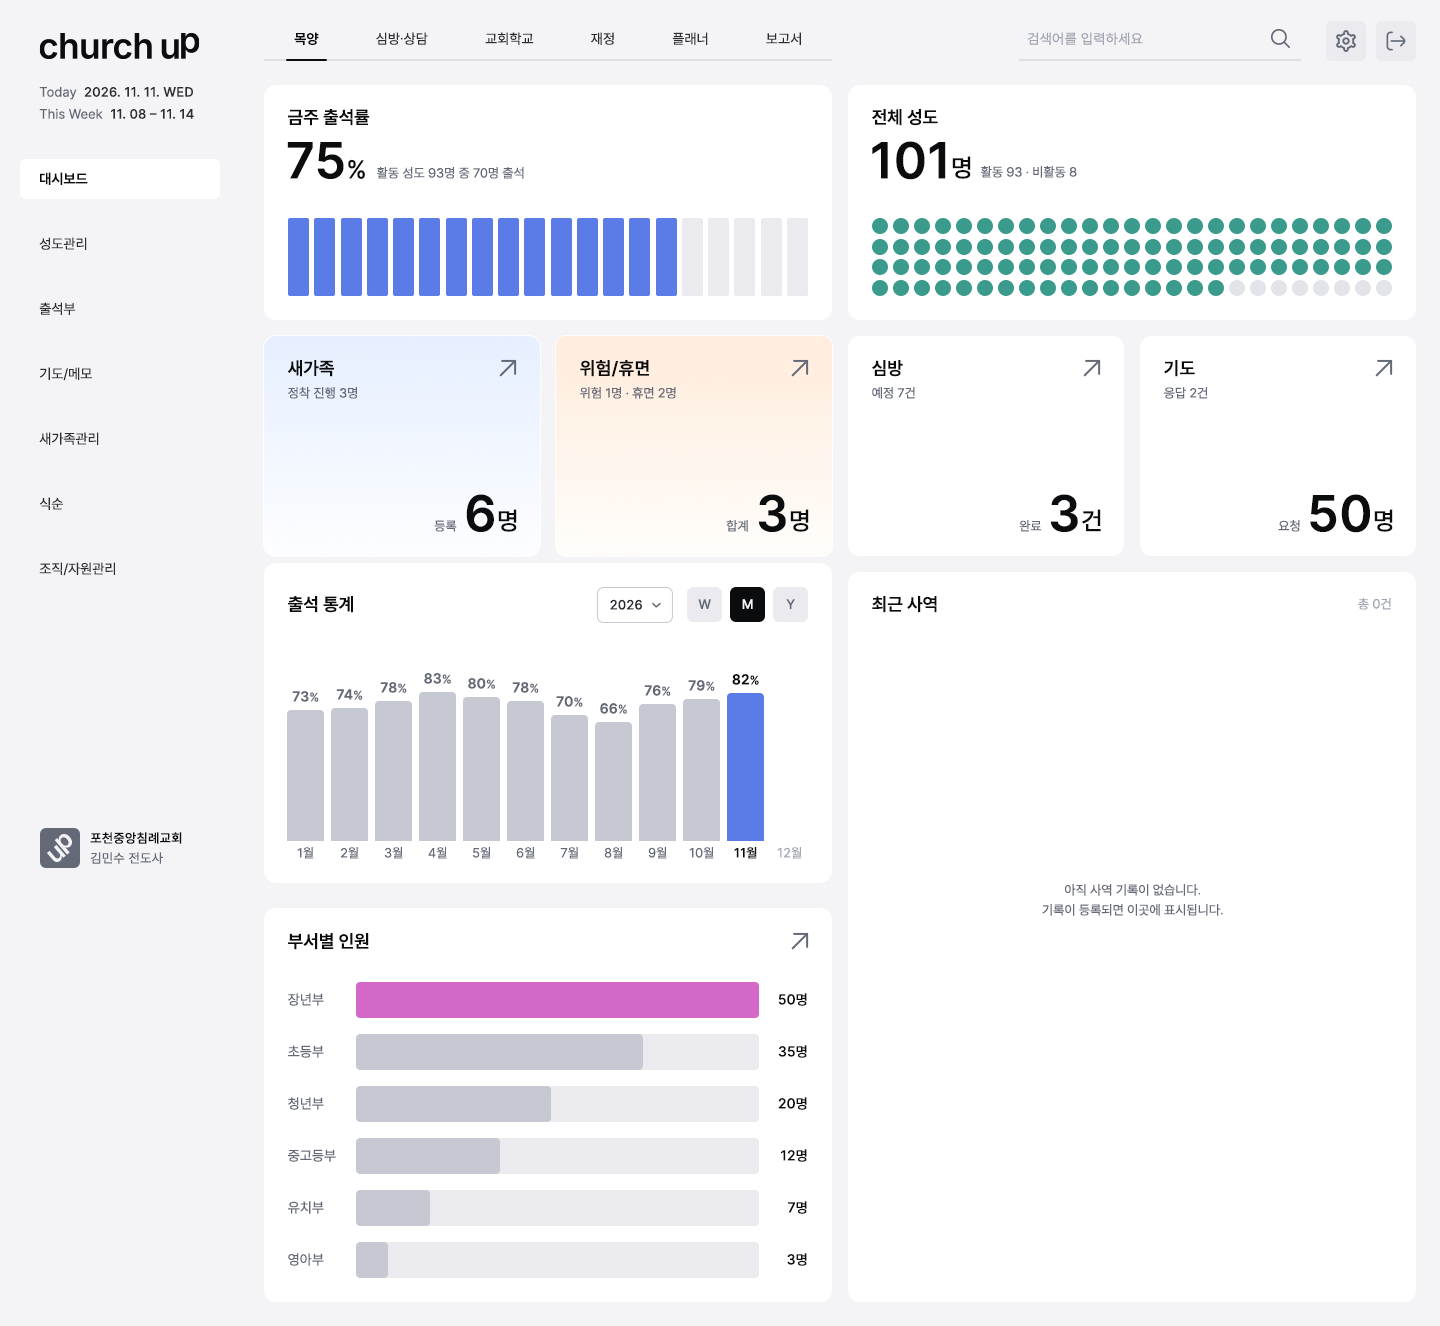 church up
Today 2026. 11. 11. WED
This Week 11. 08 – 11. 14
대시보드
성도관리
출석부
기도/메모
새가족관리
식순
조직/자원관리
up
포천중앙침례교회
김민수 전도사
목양 심방·상담 교회학교 재정 플래너 보고서
검색어를 입력하세요
금주 출석률
75% 활동 성도 93명 중 70명 출석
전체 성도
101명 활동 93 · 비활동 8
새가족
정착 진행 3명
등록 6명
위험/휴면
위험 1명 · 휴면 2명
합계 3명
심방
예정 7건
완료 3건
기도
응답 2건
요청 50명
출석 통계
2026 W M Y
73% 74% 78% 83% 80% 78% 70% 66% 76% 79% 82%
1월 2월 3월 4월 5월 6월 7월 8월 9월 10월 11월 12월
부서별 인원
장년부 50명
초등부 35명
청년부 20명
중고등부 12명
유치부 7명
영아부 3명
최근 사역 총 0건
아직 사역 기록이 없습니다.
기록이 등록되면 이곳에 표시됩니다.